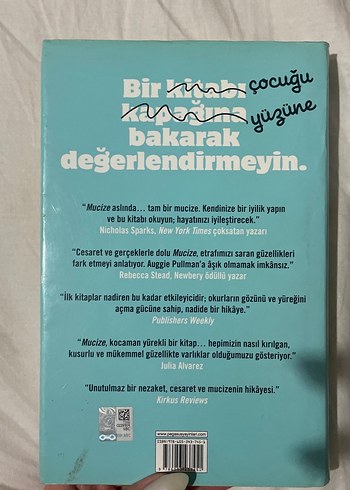 Bir kitabı çocuğu
kapağına yüzüne
bakarak
değerlendirmeyin.
“Mucize aslında... tam bir mucize. Kendinize bir iyilik yapın
ve bu kitabı okuyun; hayatınızı iyileştirecek.”
Nicholas Sparks, New York Times çoksatan yazarı
“Cesaret ve gerçeklerle dolu Mucize, etrafımızı saran güzellikleri
fark etmeyi anlatıyor. Auggie Pullman’a âşık olmamak imkânsız.”
Rebecca Stead, Newbery ödüllü yazar
“İlk kitaplar nadiren bu kadar etkileyicidir; okurların gözünü ve yüreğini
açma gücüne sahip, nadide bir hikâye.”
Publishers Weekly
“Mucize, kocaman yürekli bir kitap... hepimizin nasıl kırılgan,
kusurlu ve mükemmel güzellikte varlıklar olduğumuzu gösteriyor.”
Julia Alvarez
“Unutulmaz bir nezaket, cesaret ve mucizenin hikâyesi.”
Kirkus Reviews